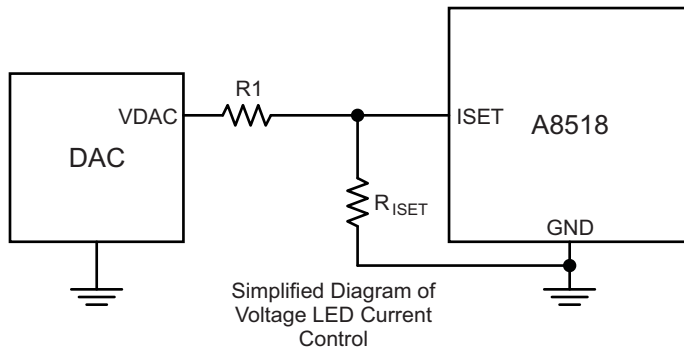 R1
VDAC
DAC
ISET
A8518
RISET
GND
Simplified Diagram of
Voltage LED Current
Control